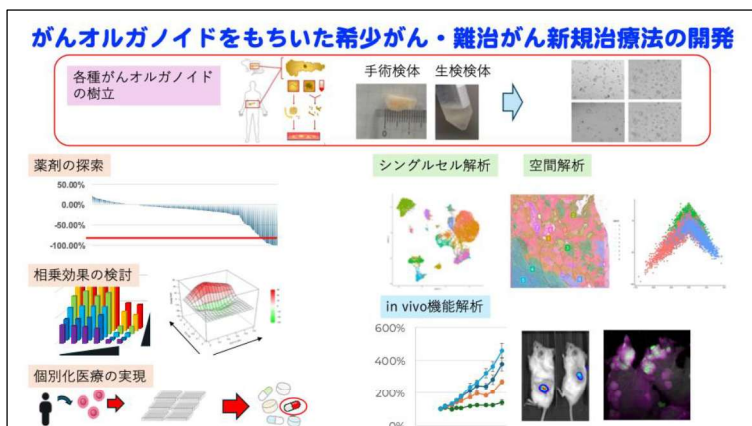 がんオルガノイドをもちいた希少がん・難治がん新規治療法の開発
各種がんオルガノイド
の樹立
手術検体
生検検体
薬剤の探索
50.00%
0.00%
-50.00%
-100.00%
シングルセル解析
空間解析
相乗効果の検討
in vivo機能解析
600%
400%
200%
0%
個別化医療の実現